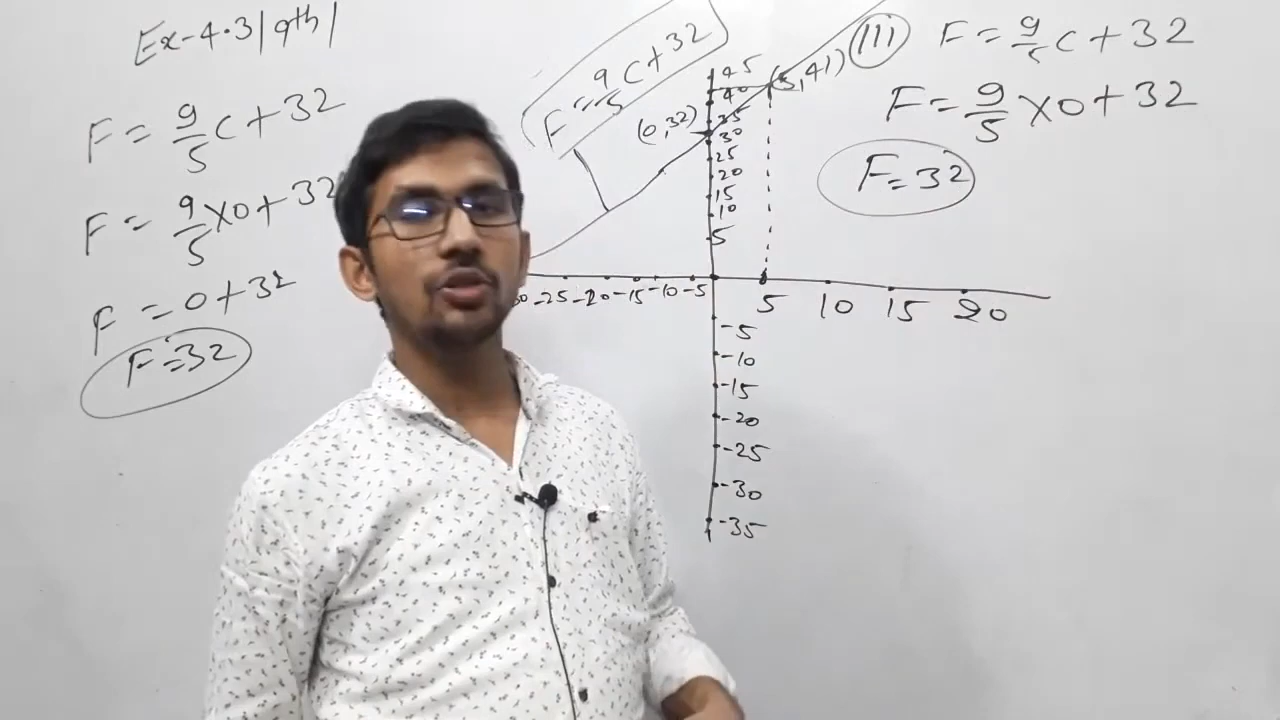 Ex-4.3|9th|
F = 9/5 C + 32
F = 9/5 × 0 + 32
F = 0 + 32
F = 32
F = 9/5 C + 32
(0,32)
(5,41)
45
40
35
30
25
20
15
10
5
-25 -20 -15 -10 -5
5 10 15 20
-5
-10
-15
-20
-25
-30
-35
(iii) F = 9/5 C + 32
F = 9/5 × 0 + 32
F = 32